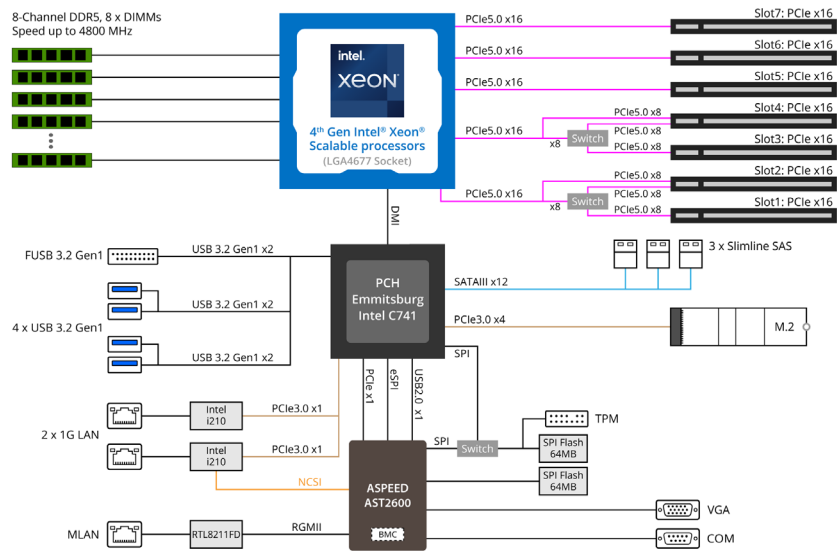 8-Channel DDR5, 8 x DIMMs
Speed up to 4800 MHz
intel.
xeon
4th Gen Intel® Xeon®
Scalable processors
(LGA4677 Socket)
PCIe5.0 x16
Slot7: PCIe x16
PCIe5.0 x16
Slot6: PCIe x16
PCIe5.0 x16
Slot5: PCIe x16
PCIe5.0 x16
PCIe5.0 x8
Slot4: PCIe x16
x8
Switch
PCIe5.0 x8
PCIe5.0 x8
Slot3: PCIe x16
PCIe5.0 x16
PCIe5.0 x8
Slot2: PCIe x16
x8
Switch
PCIe5.0 x8
PCIe5.0 x8
Slot1: PCIe x16
DMI
FUSB 3.2 Gen1
USB 3.2 Gen1 x2
4 x USB 3.2 Gen1
USB 3.2 Gen1 x2
USB 3.2 Gen1 x2
PCH
Emmitsburg
Intel C741
SATAIII x12
3 x Slimline SAS
PCIe3.0 x4
M.2
SPI
PCIe x1
eSPI
USB2.0 x1
2 x 1G LAN
Intel
i210
PCIe3.0 x1
Intel
i210
PCIe3.0 x1
NCSI
MLAN
RTL8211FD
RGMII
ASPEED
AST2600
BMC
SPI
Switch
TPM
SPI Flash
64MB
SPI Flash
64MB
VGA
COM